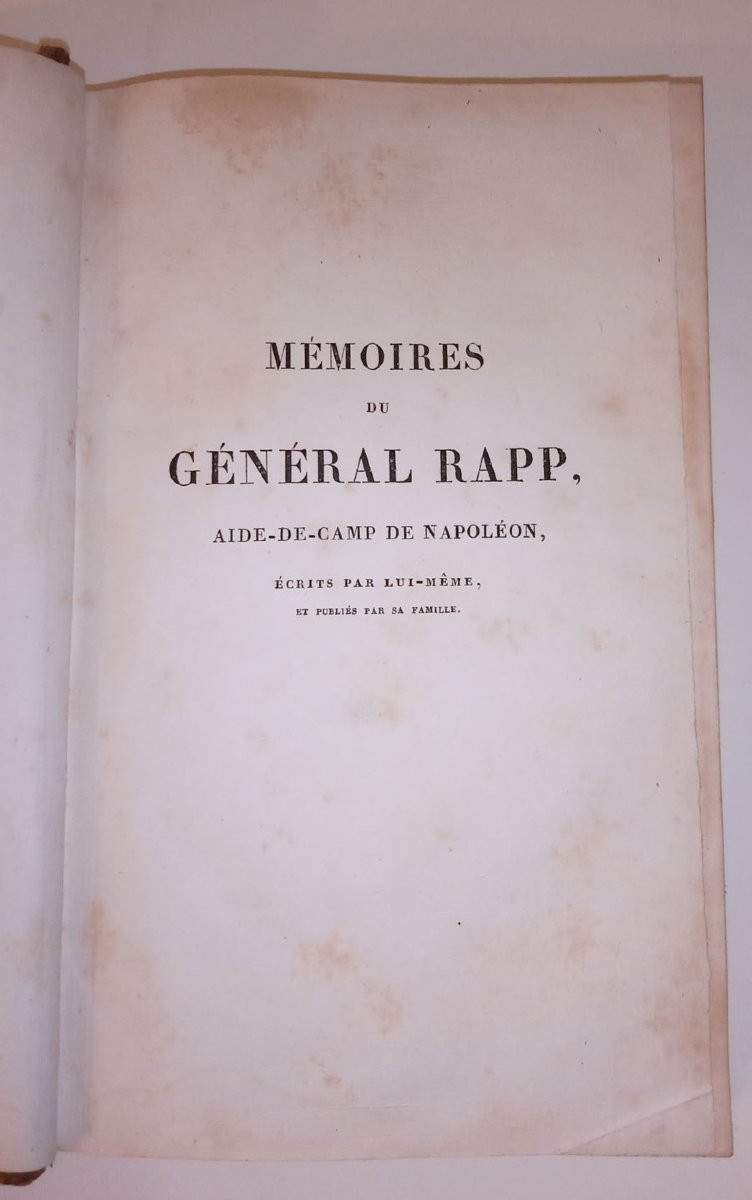 MÉMOIRES
DU
GÉNÉRAL RAPP,
AIDE-DE-CAMP DE NAPOLÉON,
ÉCRITS PAR LUI-MÊME,
ET PUBLIÉS PAR SA FAMILLE.